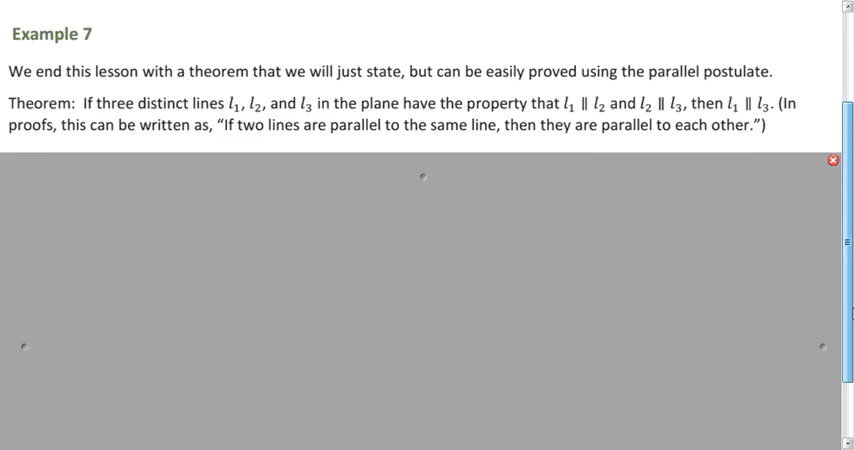 Example 7
We end this lesson with a theorem that we will just state, but can be easily proved using the parallel postulate.
Theorem: If three distinct lines l₁, l₂, and l₃ in the plane have the property that l₁ ∥ l₂ and l₂ ∥ l₃, then l₁ ∥ l₃. (In
proofs, this can be written as, “If two lines are parallel to the same line, then they are parallel to each other.”)